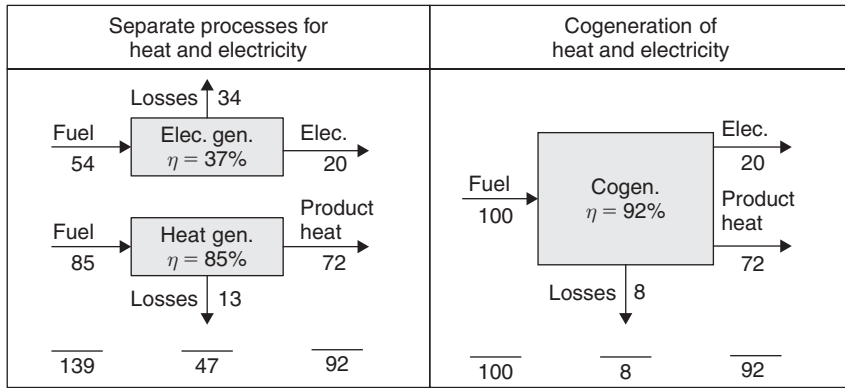 Separate processes for
heat and electricity
Cogeneration of
heat and electricity
Losses 34
Fuel
54
Elec. gen.
η = 37%
Elec.
20
Fuel
85
Heat gen.
η = 85%
Product
heat
72
Losses 13
139 47 92
Fuel
100
Cogen.
η = 92%
Elec.
20
Product
heat
72
Losses 8
100 8 92